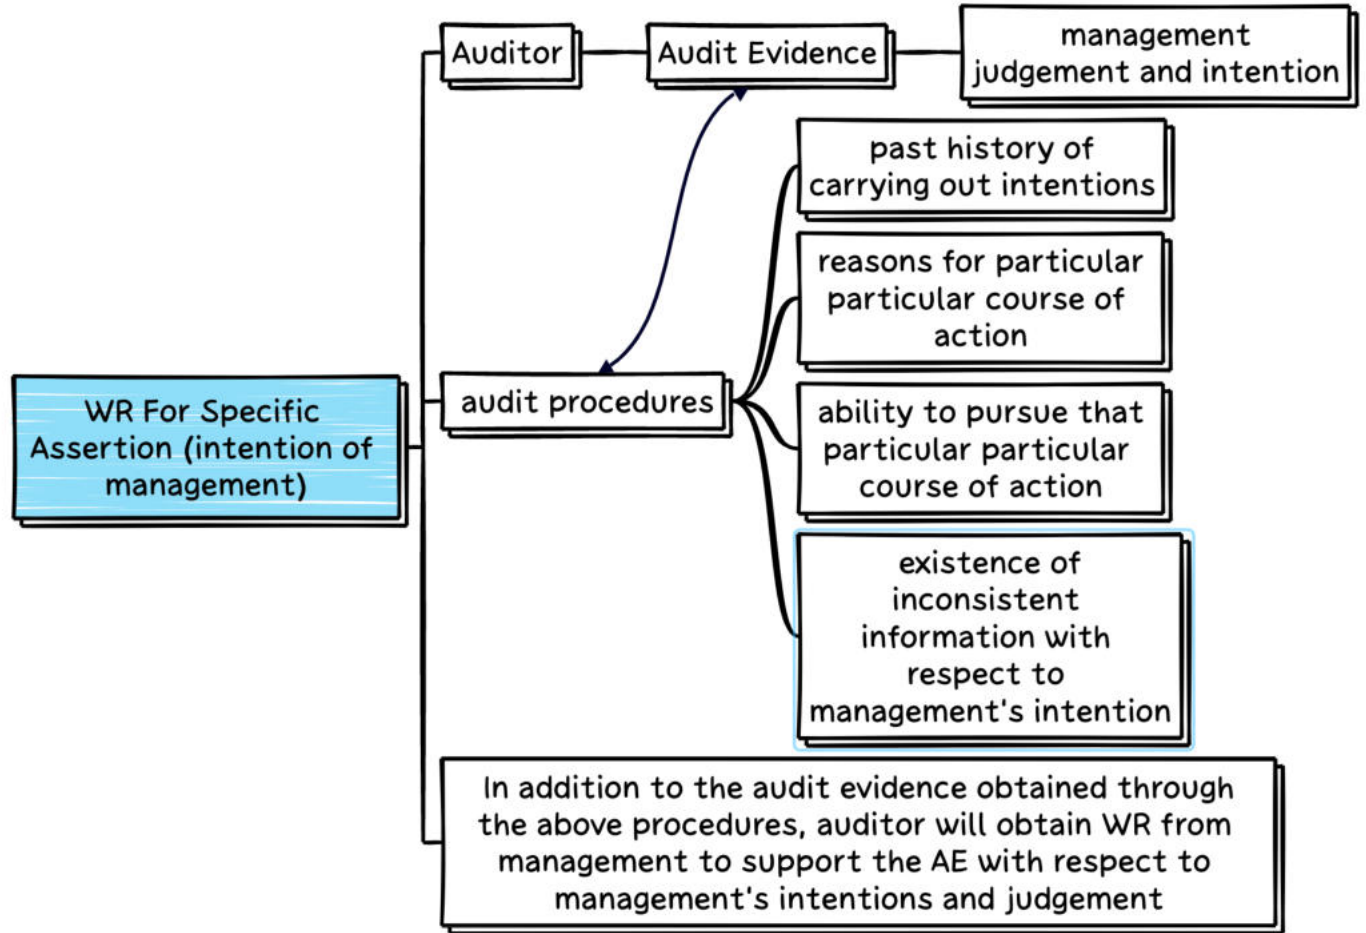 Auditor
Audit Evidence
management
judgement and intention
past history of
carrying out intentions
reasons for particular
particular course of
action
WR For Specific
Assertion (intention of
management)
audit procedures
ability to pursue that
particular particular
course of action
existence of
inconsistent
information with
respect to
management's intention
In addition to the audit evidence obtained through
the above procedures, auditor will obtain WR from
management to support the AE with respect to
management's intentions and judgement